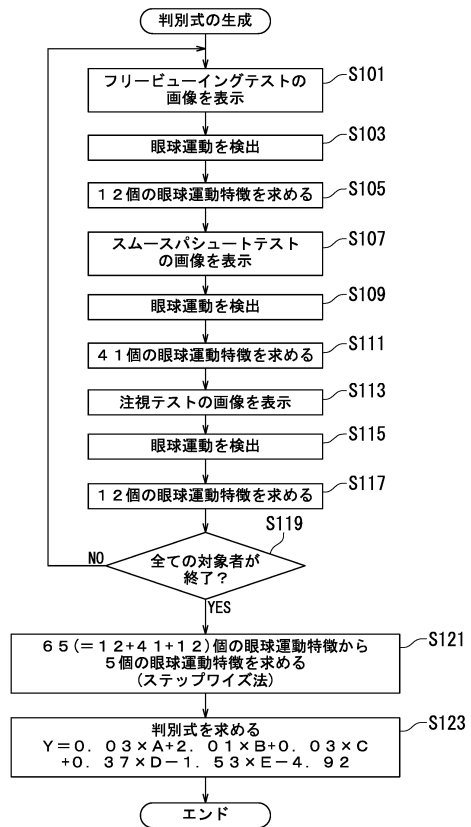 判別式の生成
フリービューイングテストの
画像を表示
S101
眼球運動を検出
S103
１２個の眼球運動特徴を求める
S105
スムースパシュートテスト
の画像を表示
S107
眼球運動を検出
S109
４１個の眼球運動特徴を求める
S111
注視テストの画像を表示
S113
眼球運動を検出
S115
１２個の眼球運動特徴を求める
S117
S119
全ての対象者が
終了？
NO
YES
６５(＝１２+４１+１２)個の眼球運動特徴から
５個の眼球運動特徴を求める
(ステップワイズ法)
S121
判別式を求める
Ｙ＝０．０３×Ａ+２．０１×Ｂ+０．０３×Ｃ
+０．３７×Ｄ−１．５３×Ｅ−４．９２
S123
エンド